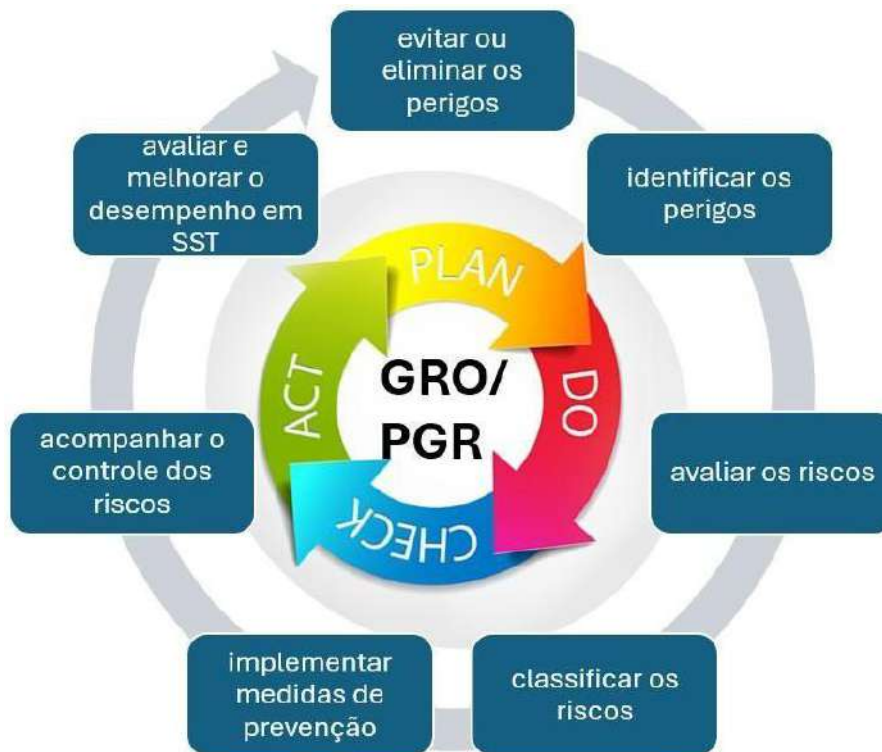 evitar ou
eliminar os
perigos
identificar os
perigos
avaliar os riscos
classificar os
riscos
implementar
medidas de
prevenção
acompanhar o
controle dos
riscos
avaliar e
melhorar o
desempenho em
SST
PLAN
DO
CHECK
ACT
GRO/
PGR